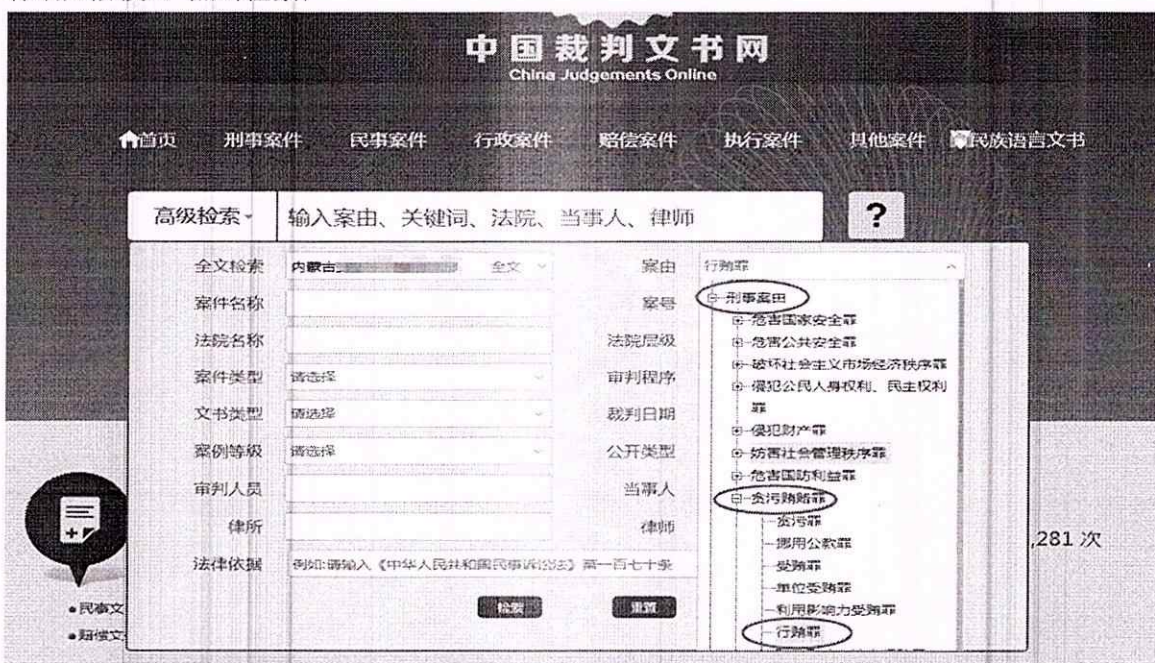 中国裁判文书网
China Judgements Online
首页 刑事案件 民事案件 行政案件 赔偿案件 执行案件 其他案件 民族语言文书
高级检索 输入案由、关键词、法院、当事人、律师 ?
全文检索 内蒙古 全文 案由 行贿罪
案件名称 案号 刑事案由
危害国家安全罪
法院名称 法院层级 危害公共安全罪
破坏社会主义市场经济秩序罪
案件类型 请选择 审判程序 侵犯公民人身权利、民主权利
罪
文书类型 请选择 裁判日期
侵犯财产罪
案例等级 请选择 公开类型 妨害社会管理秩序罪
危害国防利益罪
审判人员 当事人 贪污贿赂罪
贪污罪
律所 律师 挪用公款罪
,281 次
法律依据 例如:请输入《中华人民共和国民事诉讼法》第一百七十条 受贿罪
单位受贿罪
检索 重置 利用影响力受贿罪
民事文
行贿罪
赔偿文